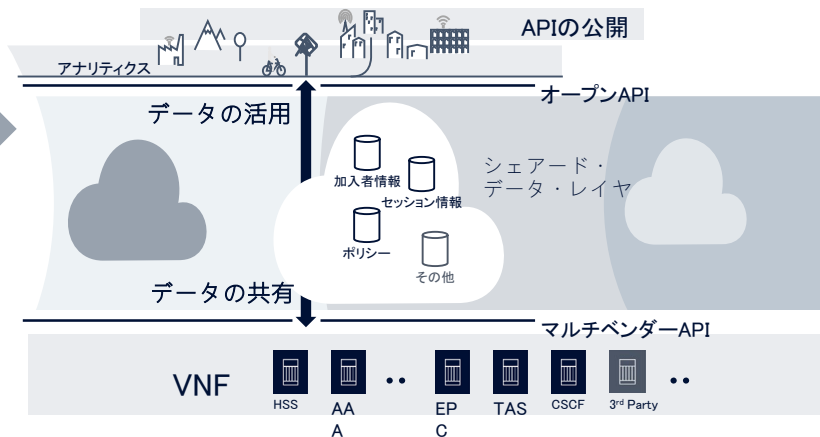 APIの公開
アナリティクス
オープンAPI
データの活用
シェアード・
データ・レイヤ
加入者情報
セッション情報
ポリシー
その他
データの共有
マルチベンダーAPI
VNF
HSS
AA
A
••
EP
C
TAS
CSCF
3rd Party
••